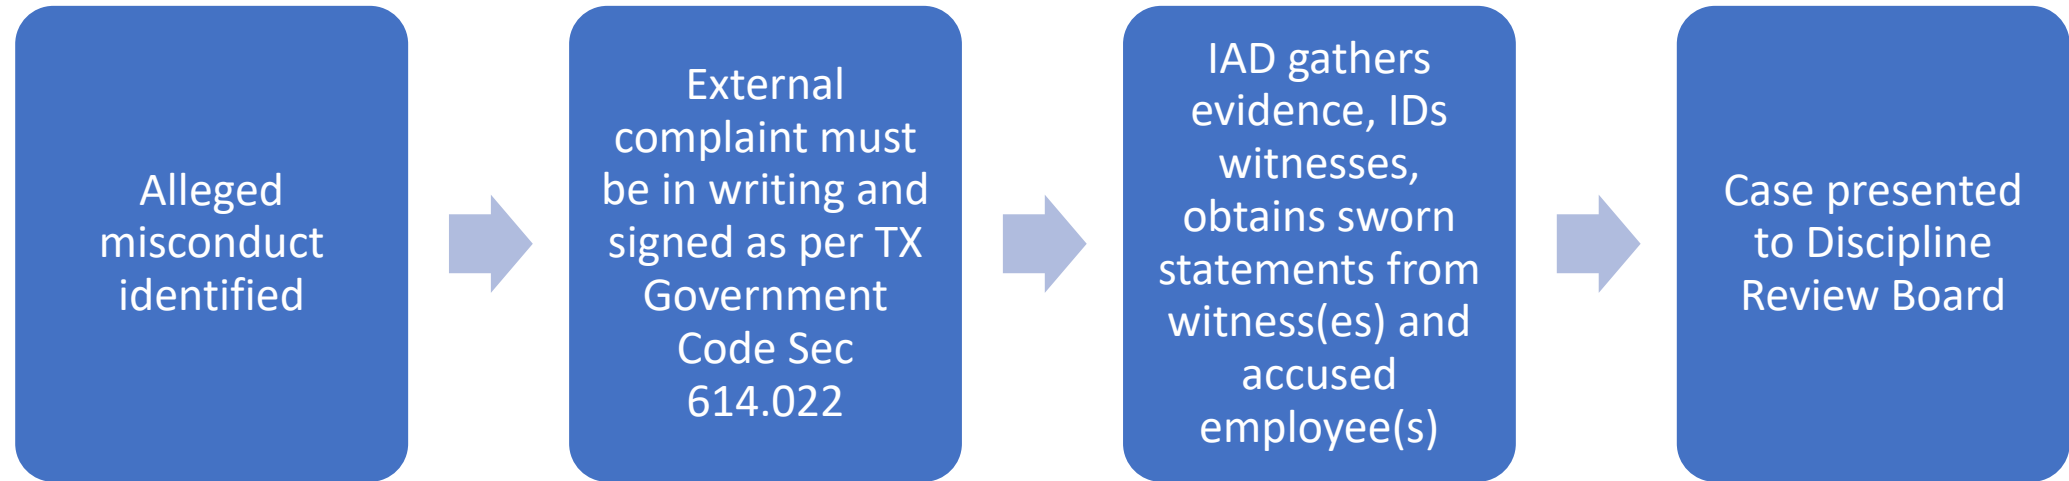 Alleged
misconduct
identified
External
complaint must
be in writing and
signed as per TX
Government
Code Sec
614.022
IAD gathers
evidence, IDs
witnesses,
obtains sworn
statements from
witness(es) and
accused
employee(s)
Case presented
to Discipline
Review Board